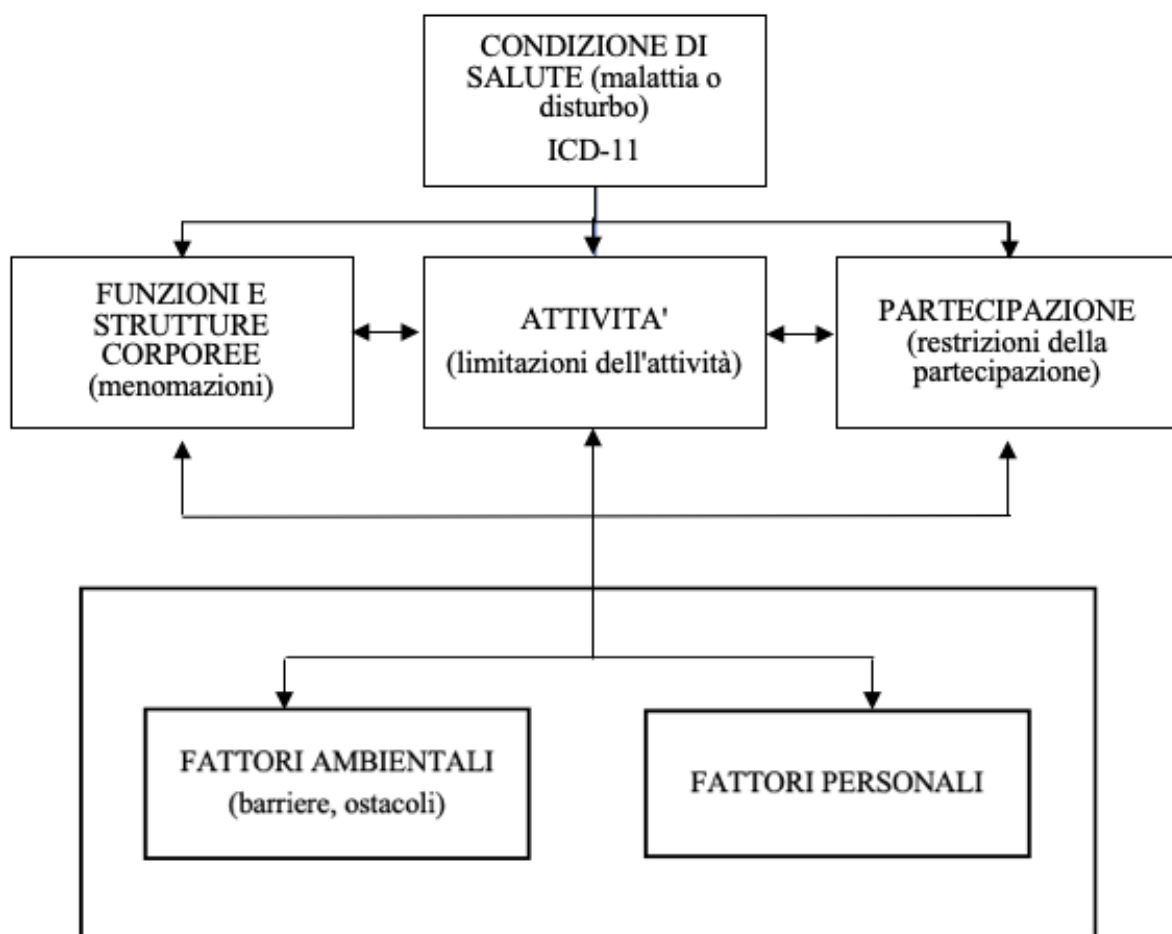 CONDIZIONE DI
SALUTE (malattia o
disturbo)
ICD-11
FUNZIONI E
STRUTTURE
CORPOREE
(menomazioni)
ATTIVITA'
(limitazioni dell'attività)
PARTECIPAZIONE
(restrizioni della
partecipazione)
FATTORI AMBIENTALI
(barriere, ostacoli)
FATTORI PERSONALI